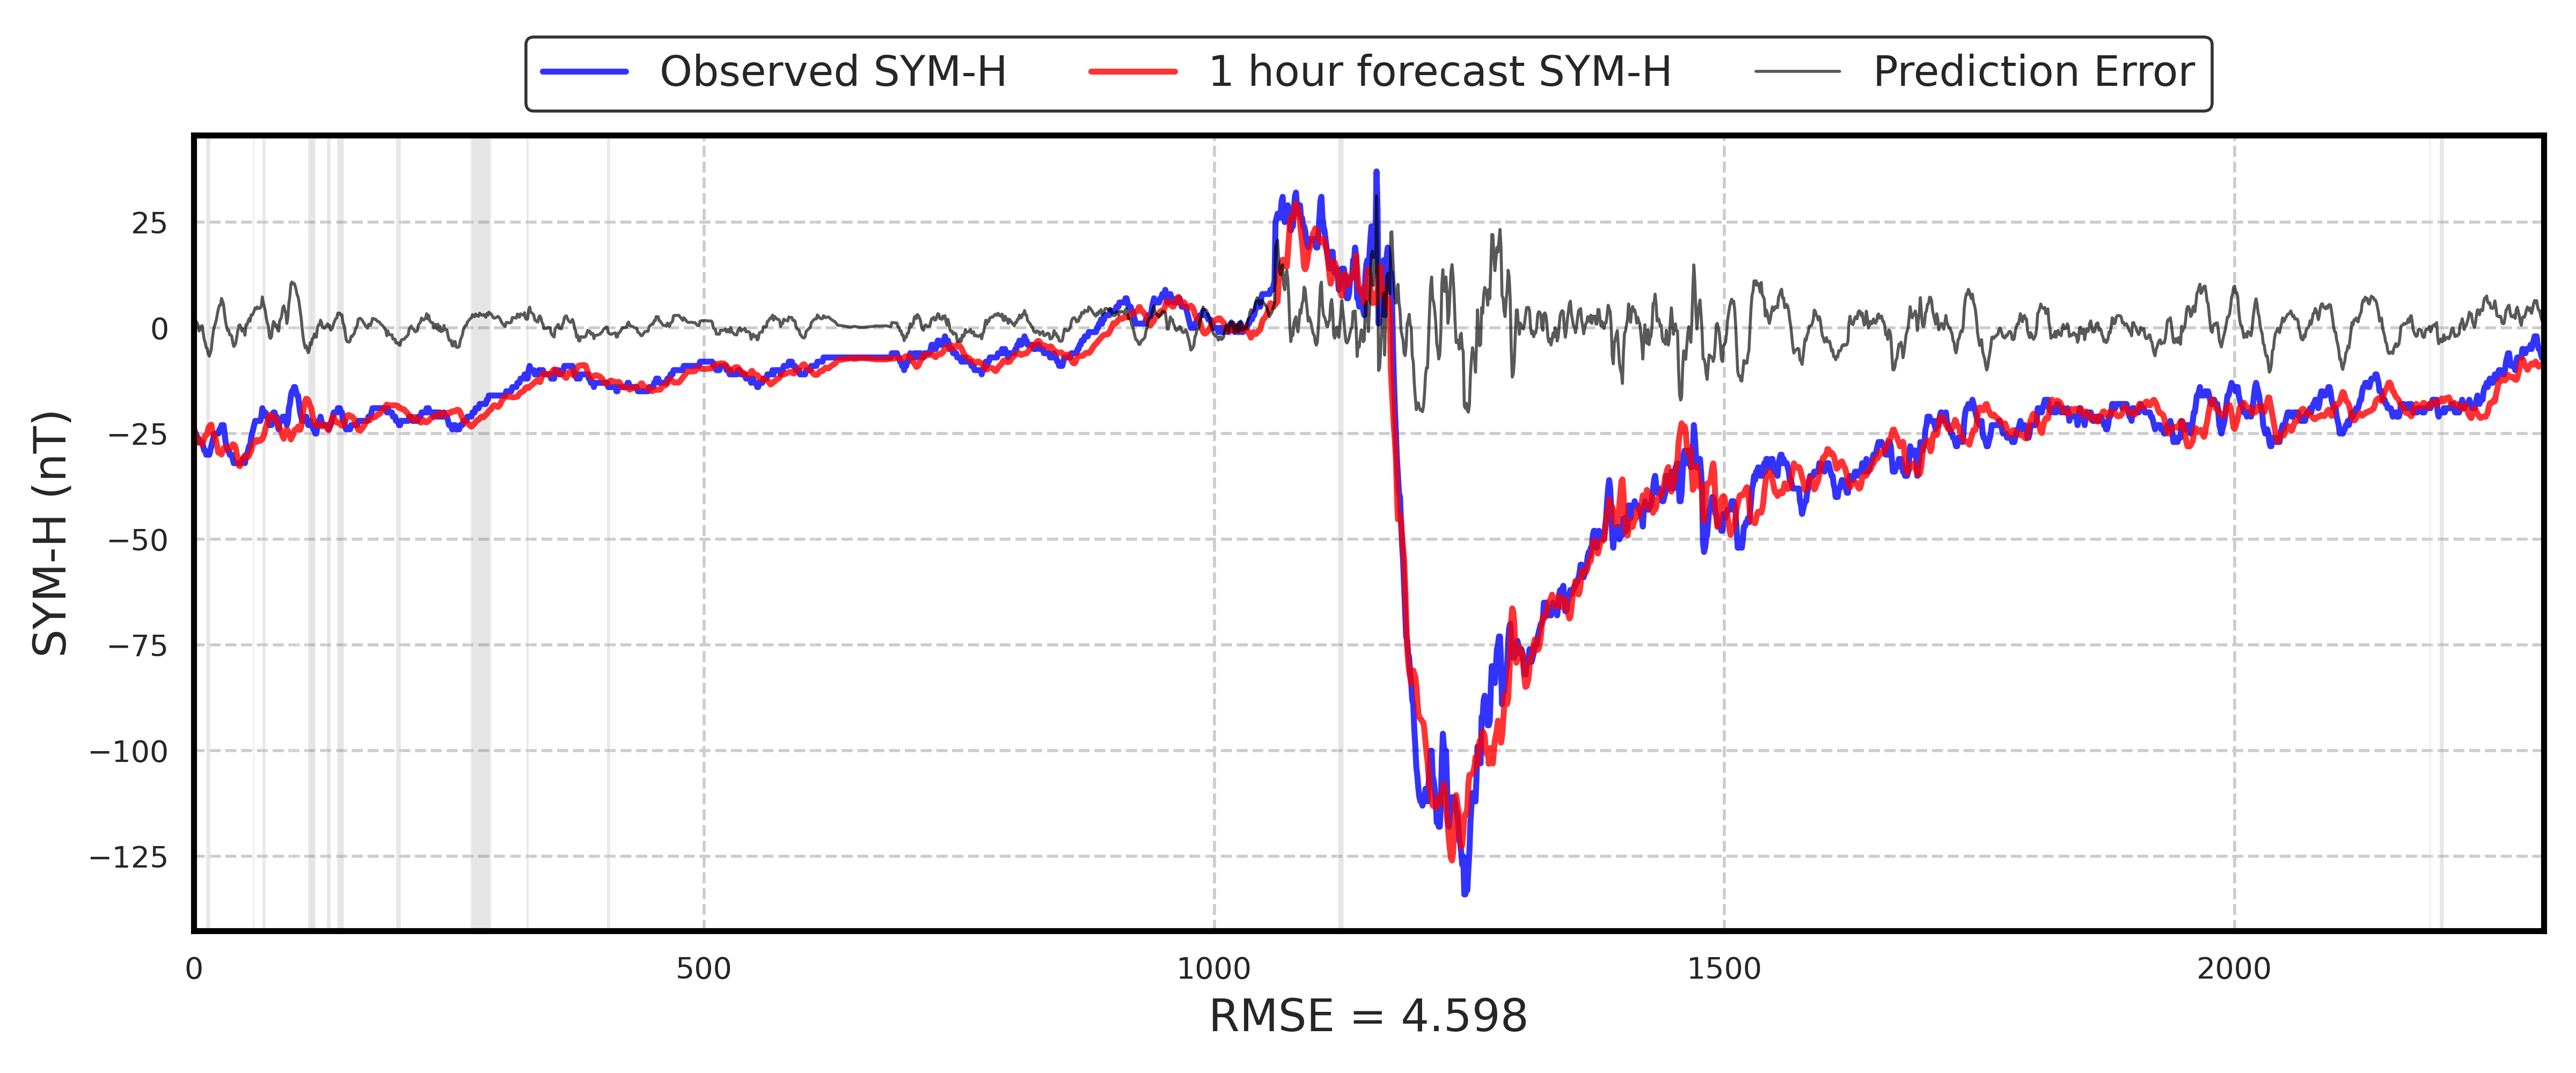 Observed SYM-H 1 hour forecast SYM-H Prediction Error
SYM-H (nT)
25
0
−25
−50
−75
−100
−125
0 500 1000 1500 2000
RMSE = 4.598